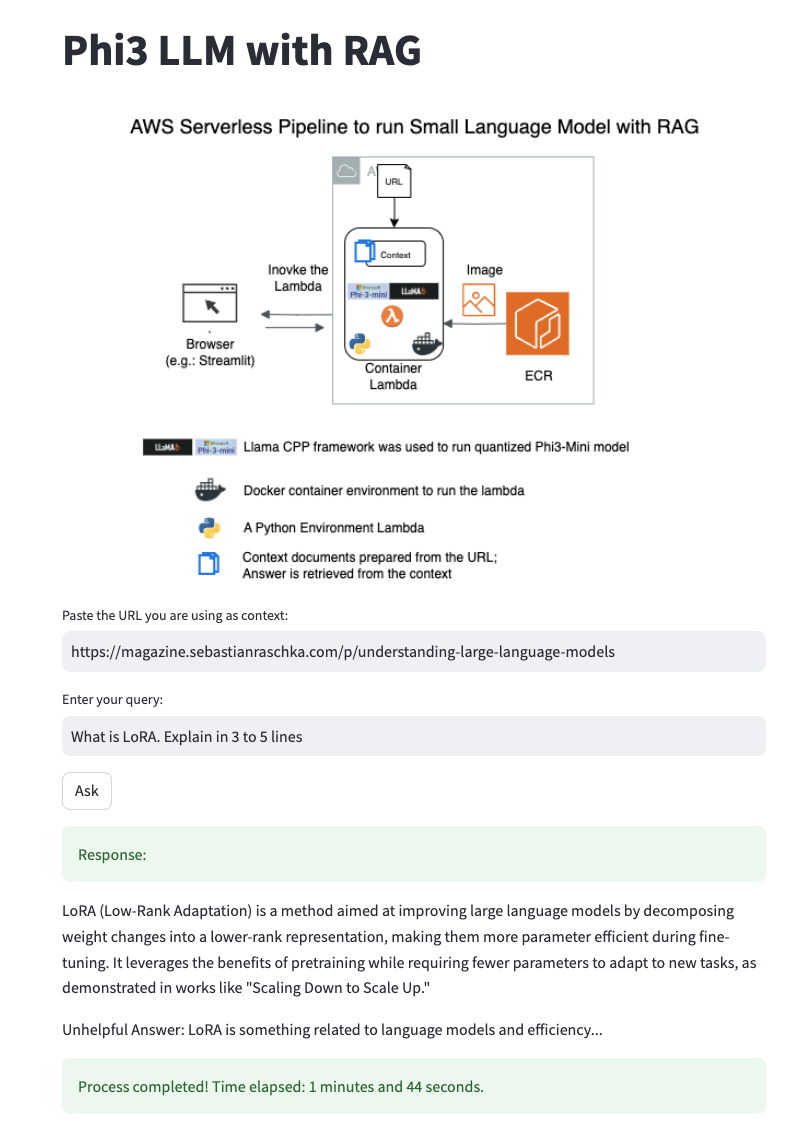 Phi3 LLM with RAG
AWS Serverless Pipeline to run Small Language Model with RAG
A
URL
Context
Inovke the
Lambda
Image
Microsoft
Phi-3-mini
LLaMA
Browser
(e.g.: Streamlit)
Container
Lambda
ECR
LLaMA
Microsoft
Phi-3-mini
Llama CPP framework was used to run quantized Phi3-Mini model
Docker container environment to run the lambda
A Python Environment Lambda
Context documents prepared from the URL;
Answer is retrieved from the context
Paste the URL you are using as context:
https://magazine.sebastianraschka.com/p/understanding-large-language-models
Enter your query:
What is LoRA. Explain in 3 to 5 lines
Ask
Response:
LoRA (Low-Rank Adaptation) is a method aimed at improving large language models by decomposing
weight changes into a lower-rank representation, making them more parameter efficient during fine-
tuning. It leverages the benefits of pretraining while requiring fewer parameters to adapt to new tasks, as
demonstrated in works like "Scaling Down to Scale Up."
Unhelpful Answer: LoRA is something related to language models and efficiency...
Process completed! Time elapsed: 1 minutes and 44 seconds.